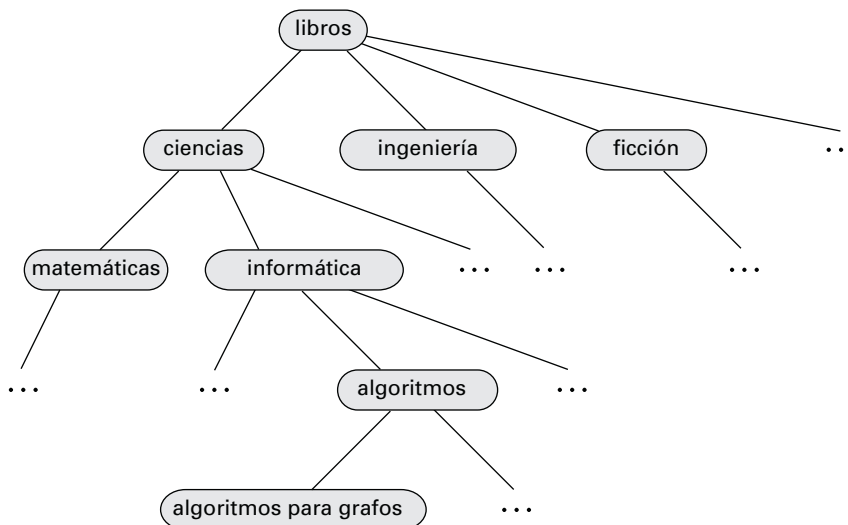 libros
ciencias ingeniería ficción ..
matemáticas informática ... ... ...
... ... algoritmos ...
algoritmos para grafos ...